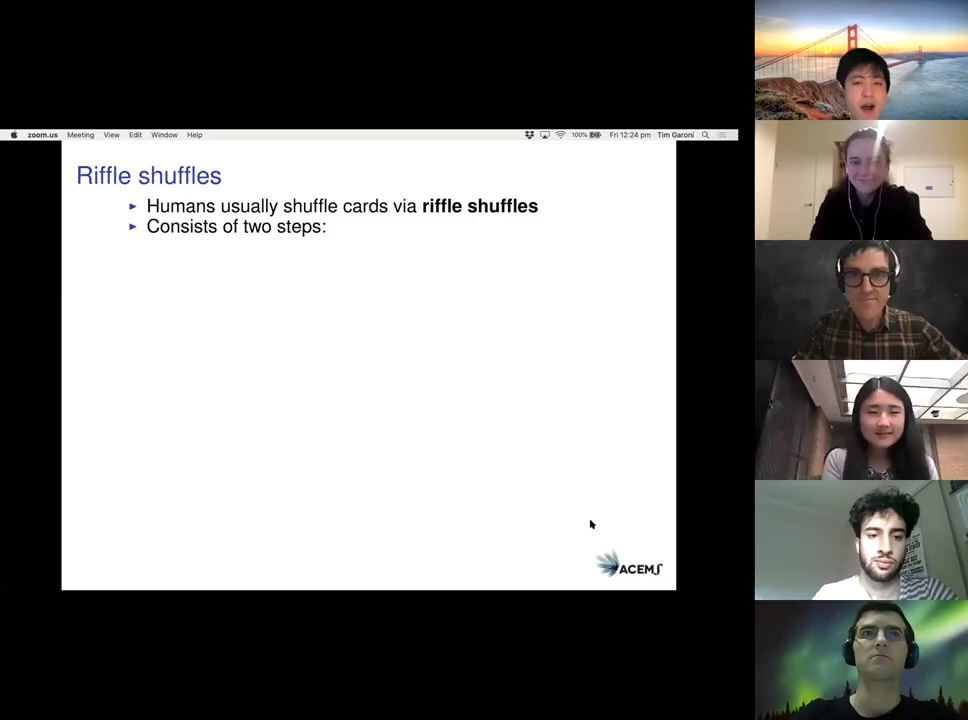 zoom.us Meeting View Edit Window Help 100% Fri 12:24 pm Tim Garoni
Riffle shuffles
Humans usually shuffle cards via riffle shuffles
Consists of two steps:
ACEMS